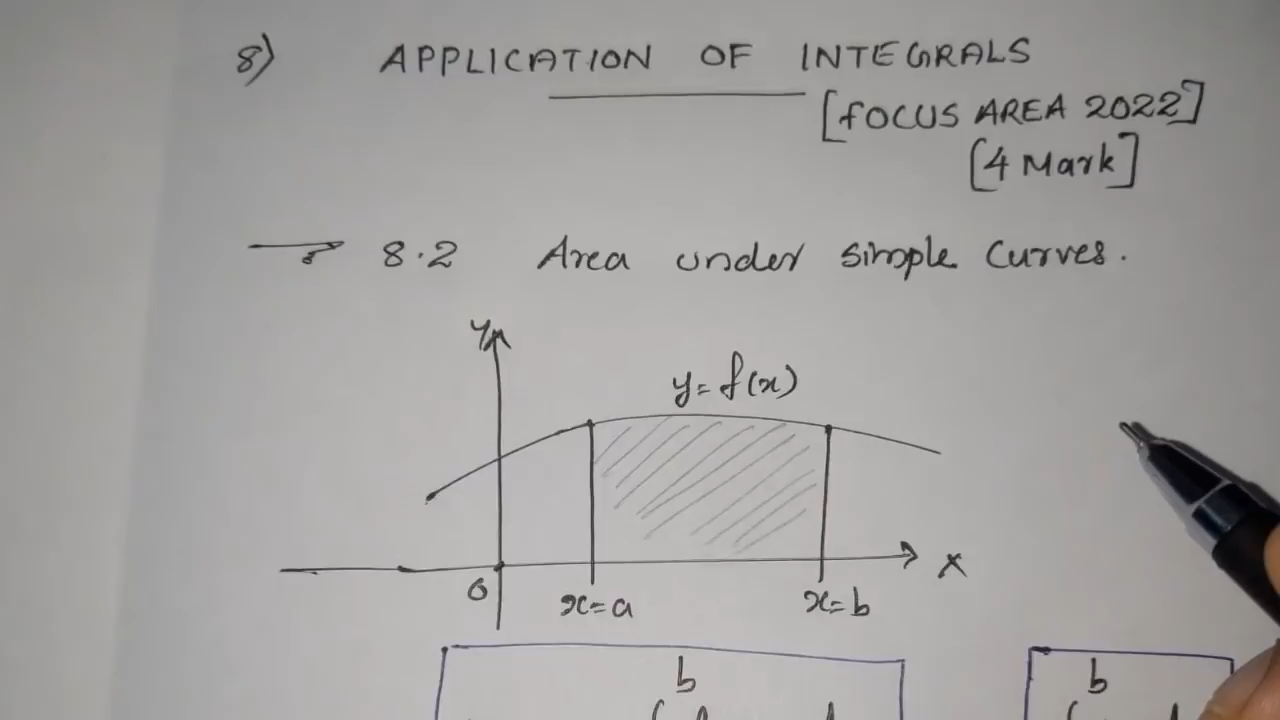 8) APPLICATION OF INTEGRALS
[FOCUS AREA 2022]
[4 Mark]
8.2 Area under simple Curves.
Y
y = f(x)
X
O
x=a x=b
b b